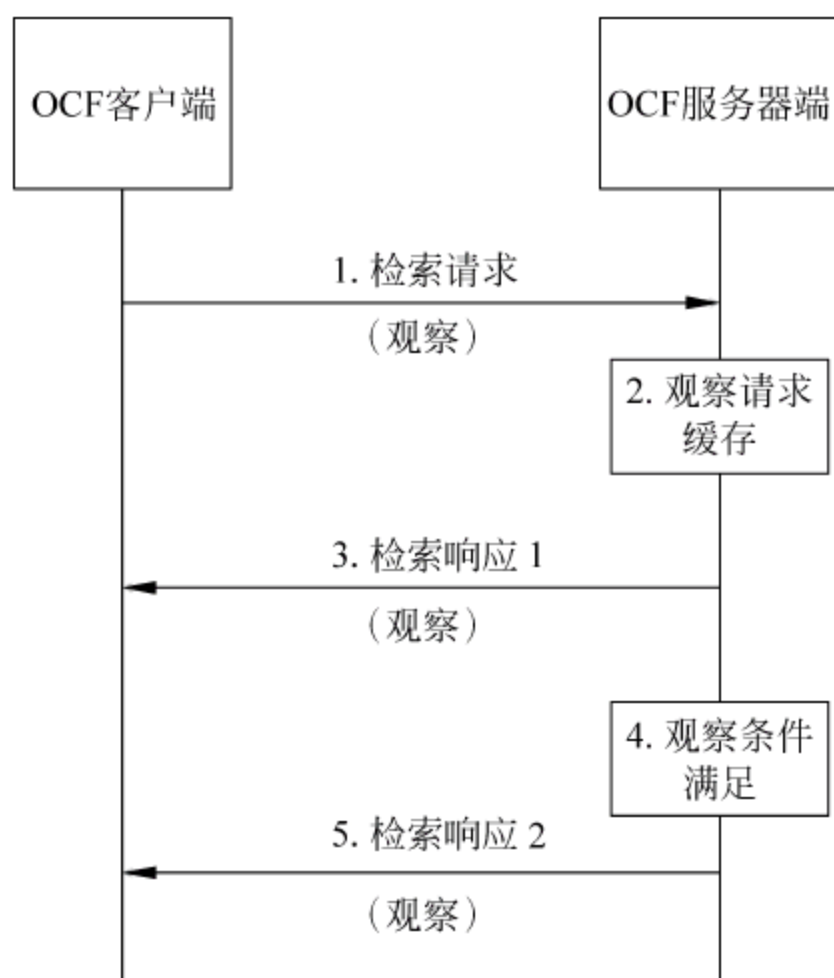 OCF客户端
OCF服务器端
1. 检索请求
（观察）
2. 观察请求
缓存
3. 检索响应 1
（观察）
4. 观察条件
满足
5. 检索响应 2
（观察）